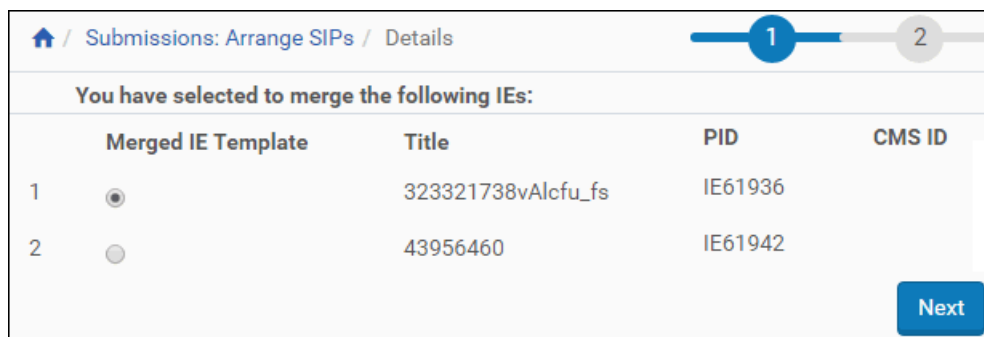 / Submissions: Arrange SIPs / Details 1 2
You have selected to merge the following IEs:
Merged IE Template Title PID CMS ID
1 323321738vAlcfu_fs IE61936
2 43956460 IE61942
Next